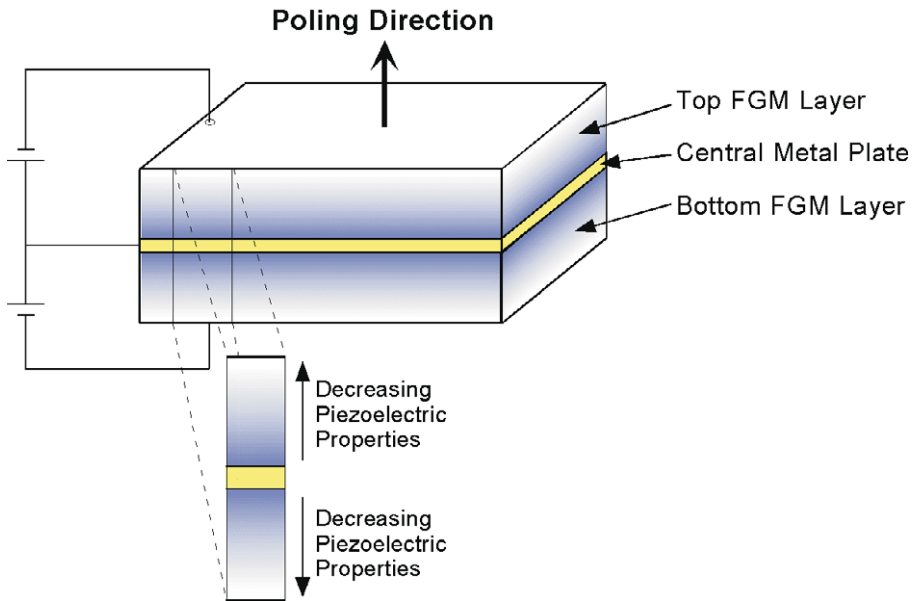 Poling Direction
Top FGM Layer
Central Metal Plate
Bottom FGM Layer
Decreasing
Piezoelectric
Properties
Decreasing
Piezoelectric
Properties